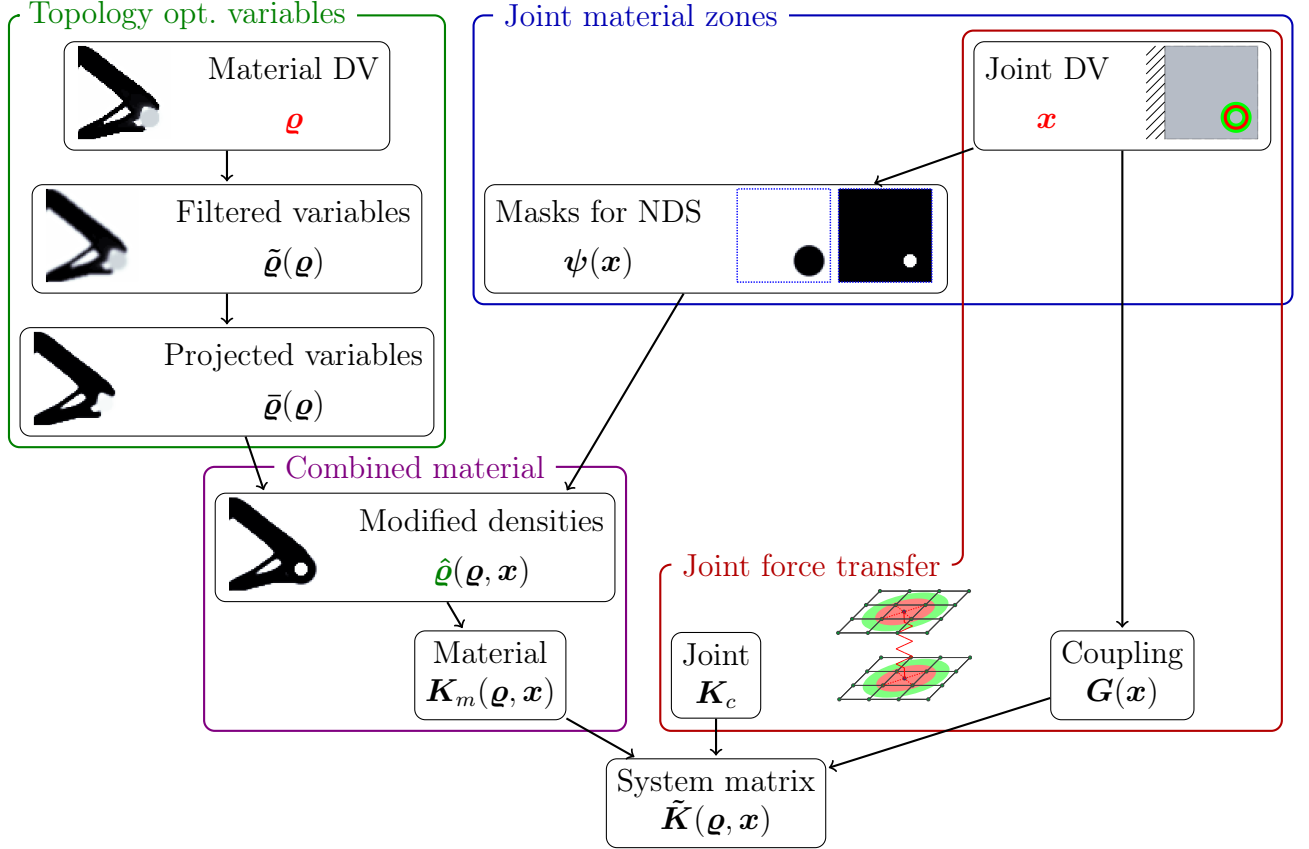 Topology opt. variables
Material DV
ϱ
Filtered variables
ϱ̃(ϱ)
Projected variables
ϱ̄(ϱ)
Joint material zones
Joint DV
x
Masks for NDS
ψ(x)
Combined material
Modified densities
ϱ̂(ϱ, x)
Material
K_m(ϱ, x)
Joint force transfer
Joint
K_c
Coupling
G(x)
System matrix
K̃(ϱ, x)